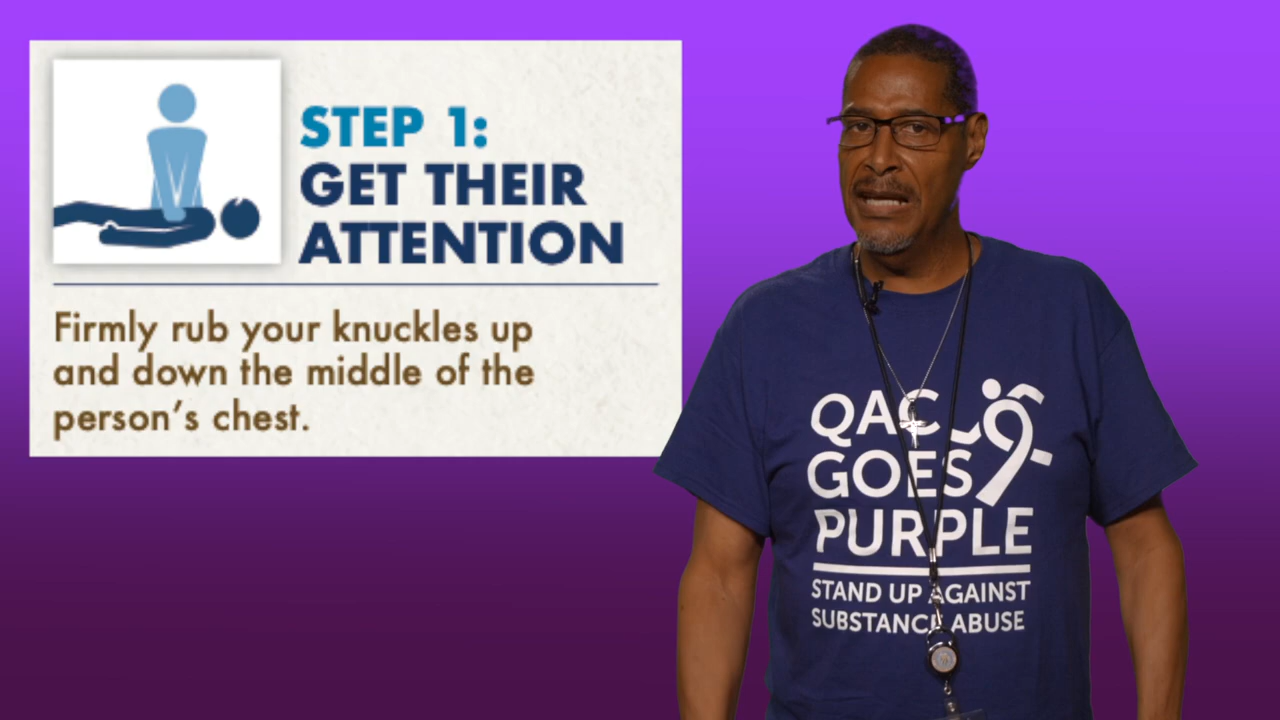 STEP 1:
GET THEIR
ATTENTION
Firmly rub your knuckles up
and down the middle of the
person's chest.
QAC
GOES
PURPLE
STAND UP AGAINST
SUBSTANCE ABUSE